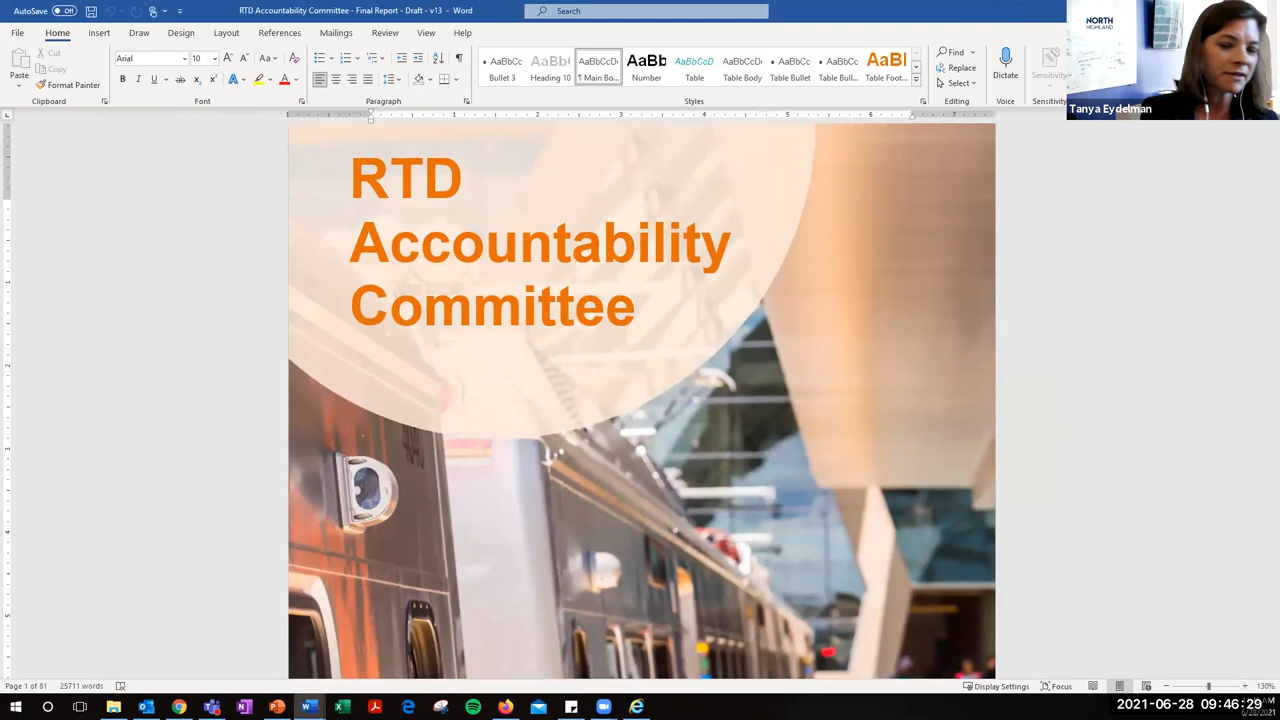 AutoSave Off RTD Accountability Committee - Final Report - Draft - v13 - Word Search
File Home Insert Draw Design Layout References Mailings Review View Help
Paste Cut Copy Format Painter
Arial 10
AaBbCc AaBb AaBbCcDc AaBb AaBbCcD AaBbCcDd AaBbCc AaBbCc AaBl
Bullet 3 Heading 10 ¶ Main Bo... Number Table Table Body Table Bullet Table Bull... Table Foot...
Find Replace Select
Dictate Sensitivity
Clipboard Font Paragraph Styles Editing Voice Sensitivity
NORTH
HIGHLAND
Tanya Eydelman
RTD
Accountability
Committee
Page 1 of 81 25711 words Display Settings Focus 130%
2021-06-28 09:46:29